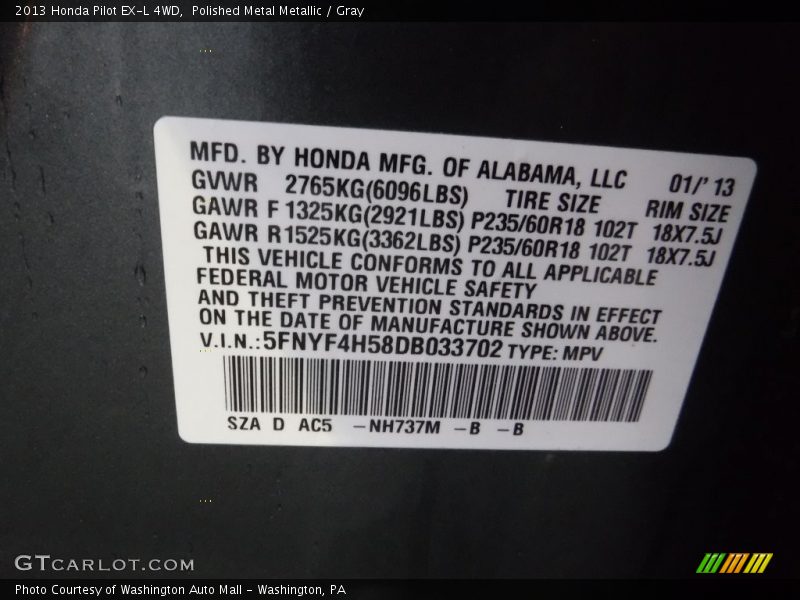 2013 Honda Pilot EX-L 4WD, Polished Metal Metallic / Gray
MFD. BY HONDA MFG. OF ALABAMA, LLC 01/' 13
GVWR 2765KG(6096LBS) TIRE SIZE RIM SIZE
GAWR F 1325KG(2921LBS) P235/60R18 102T 18X7.5J
GAWR R 1525KG(3362LBS) P235/60R18 102T 18X7.5J
THIS VEHICLE CONFORMS TO ALL APPLICABLE
FEDERAL MOTOR VEHICLE SAFETY
AND THEFT PREVENTION STANDARDS IN EFFECT
ON THE DATE OF MANUFACTURE SHOWN ABOVE.
V.I.N.:5FNYF4H58DB033702 TYPE: MPV
SZA D AC5 -NH737M -B -B
GTCARLOT.COM
Photo Courtesy of Washington Auto Mall - Washington, PA